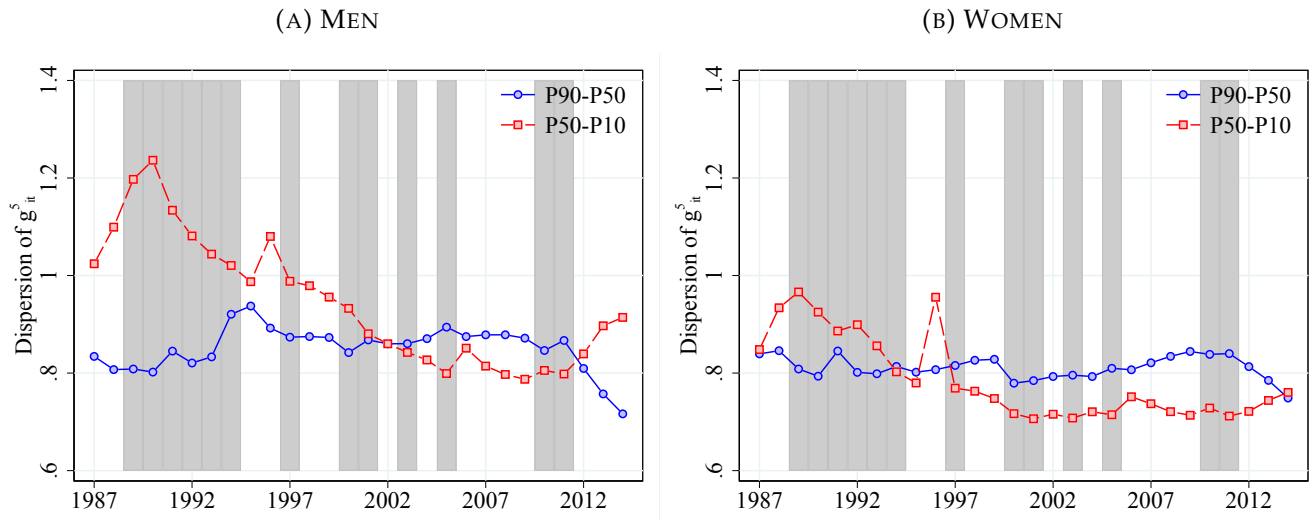 (A) MEN
(B) WOMEN
Dispersion of g⁵ᵢₜ
1.4
1.2
1
.8
.6
P90-P50
P50-P10
1987 1992 1997 2002 2007 2012
Dispersion of g⁵ᵢₜ
1.4
1.2
1
.8
.6
P90-P50
P50-P10
1987 1992 1997 2002 2007 2012